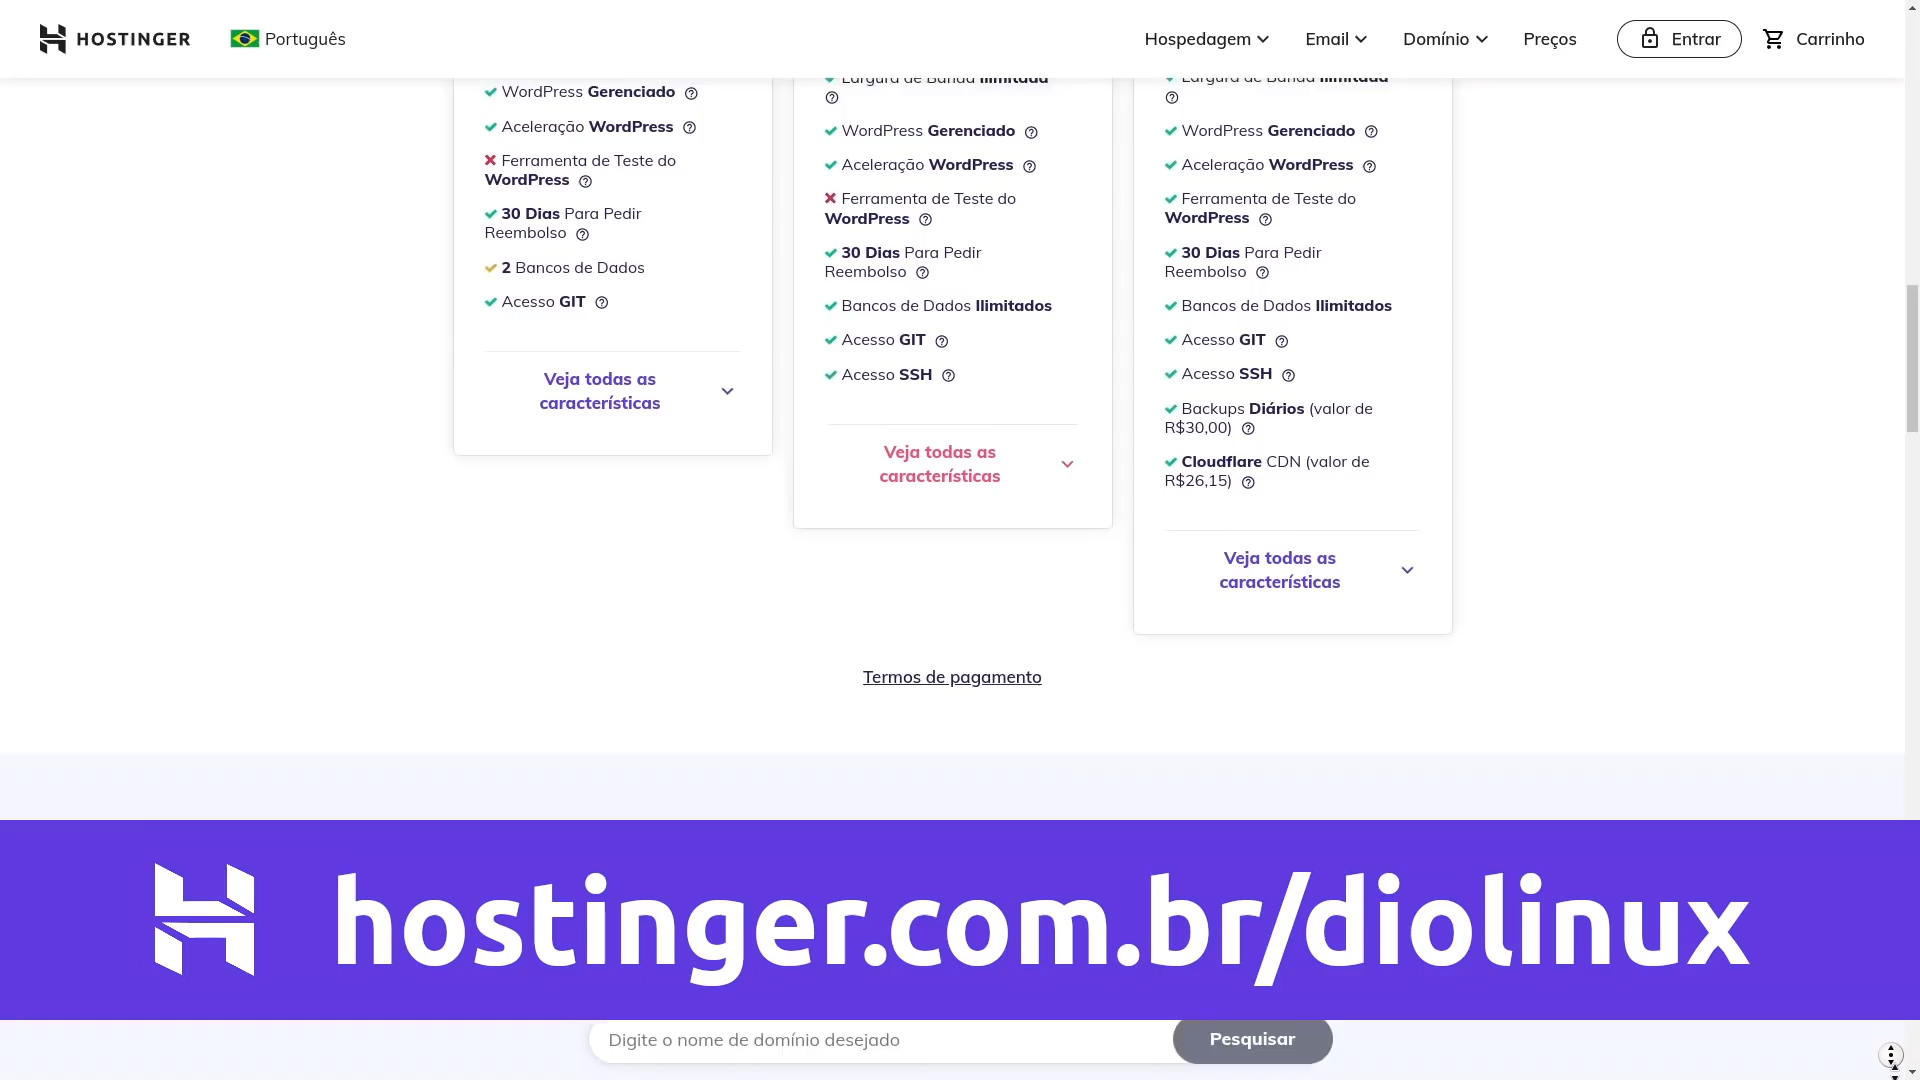 HOSTINGER
Português
Hospedagem
Email
Domínio
Preços
Entrar
Carrinho
WordPress Gerenciado
Aceleração WordPress
Ferramenta de Teste do
WordPress
30 Dias Para Pedir
Reembolso
2 Bancos de Dados
Acesso GIT
Veja todas as
características
Largura de Banda Ilimitada
WordPress Gerenciado
Aceleração WordPress
Ferramenta de Teste do
WordPress
30 Dias Para Pedir
Reembolso
Bancos de Dados Ilimitados
Acesso GIT
Acesso SSH
Veja todas as
características
Largura de Banda Ilimitada
WordPress Gerenciado
Aceleração WordPress
Ferramenta de Teste do
WordPress
30 Dias Para Pedir
Reembolso
Bancos de Dados Ilimitados
Acesso GIT
Acesso SSH
Backups Diários (valor de
R$30,00)
Cloudflare CDN (valor de
R$26,15)
Veja todas as
características
Termos de pagamento
hostinger.com.br/diolinux
Digite o nome de domínio desejado
Pesquisar